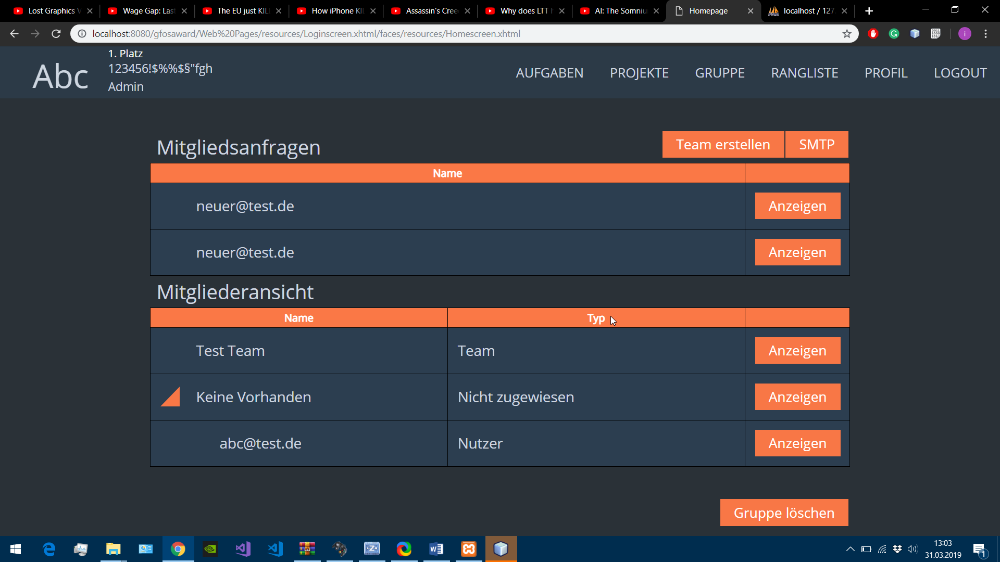 Lost Graphics
Wage Gap: Las
The EU just KIL
How iPhone KI
Assassin's Cree
Why does LTT
AI: The Somniu
Homepage
localhost / 127.
localhost:8080/gfosaward/Web%20Pages/resources/Loginscreen.xhtml/faces/resources/Homescreen.xhtml
Abc
1. Platz
123456!$%%$§"fgh
Admin
AUFGABEN
PROJEKTE
GRUPPE
RANGLISTE
PROFIL
LOGOUT
Mitgliedsanfragen
Team erstellen
SMTP
Name
neuer@test.de
Anzeigen
neuer@test.de
Anzeigen
Mitgliederansicht
Name
Typ
Test Team
Team
Anzeigen
Keine Vorhanden
Nicht zugewiesen
Anzeigen
abc@test.de
Nutzer
Anzeigen
Gruppe löschen
13:03
31.03.2019
1